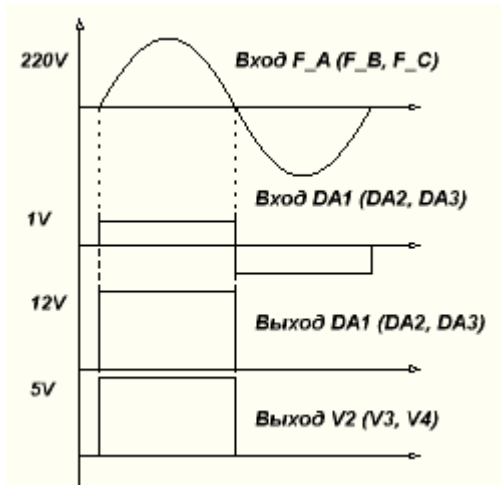 220V
Вход F_A (F_B, F_C)
Вход DA1 (DA2, DA3)
1V
12V
Выход DA1 (DA2, DA3)
5V
Выход V2 (V3, V4)